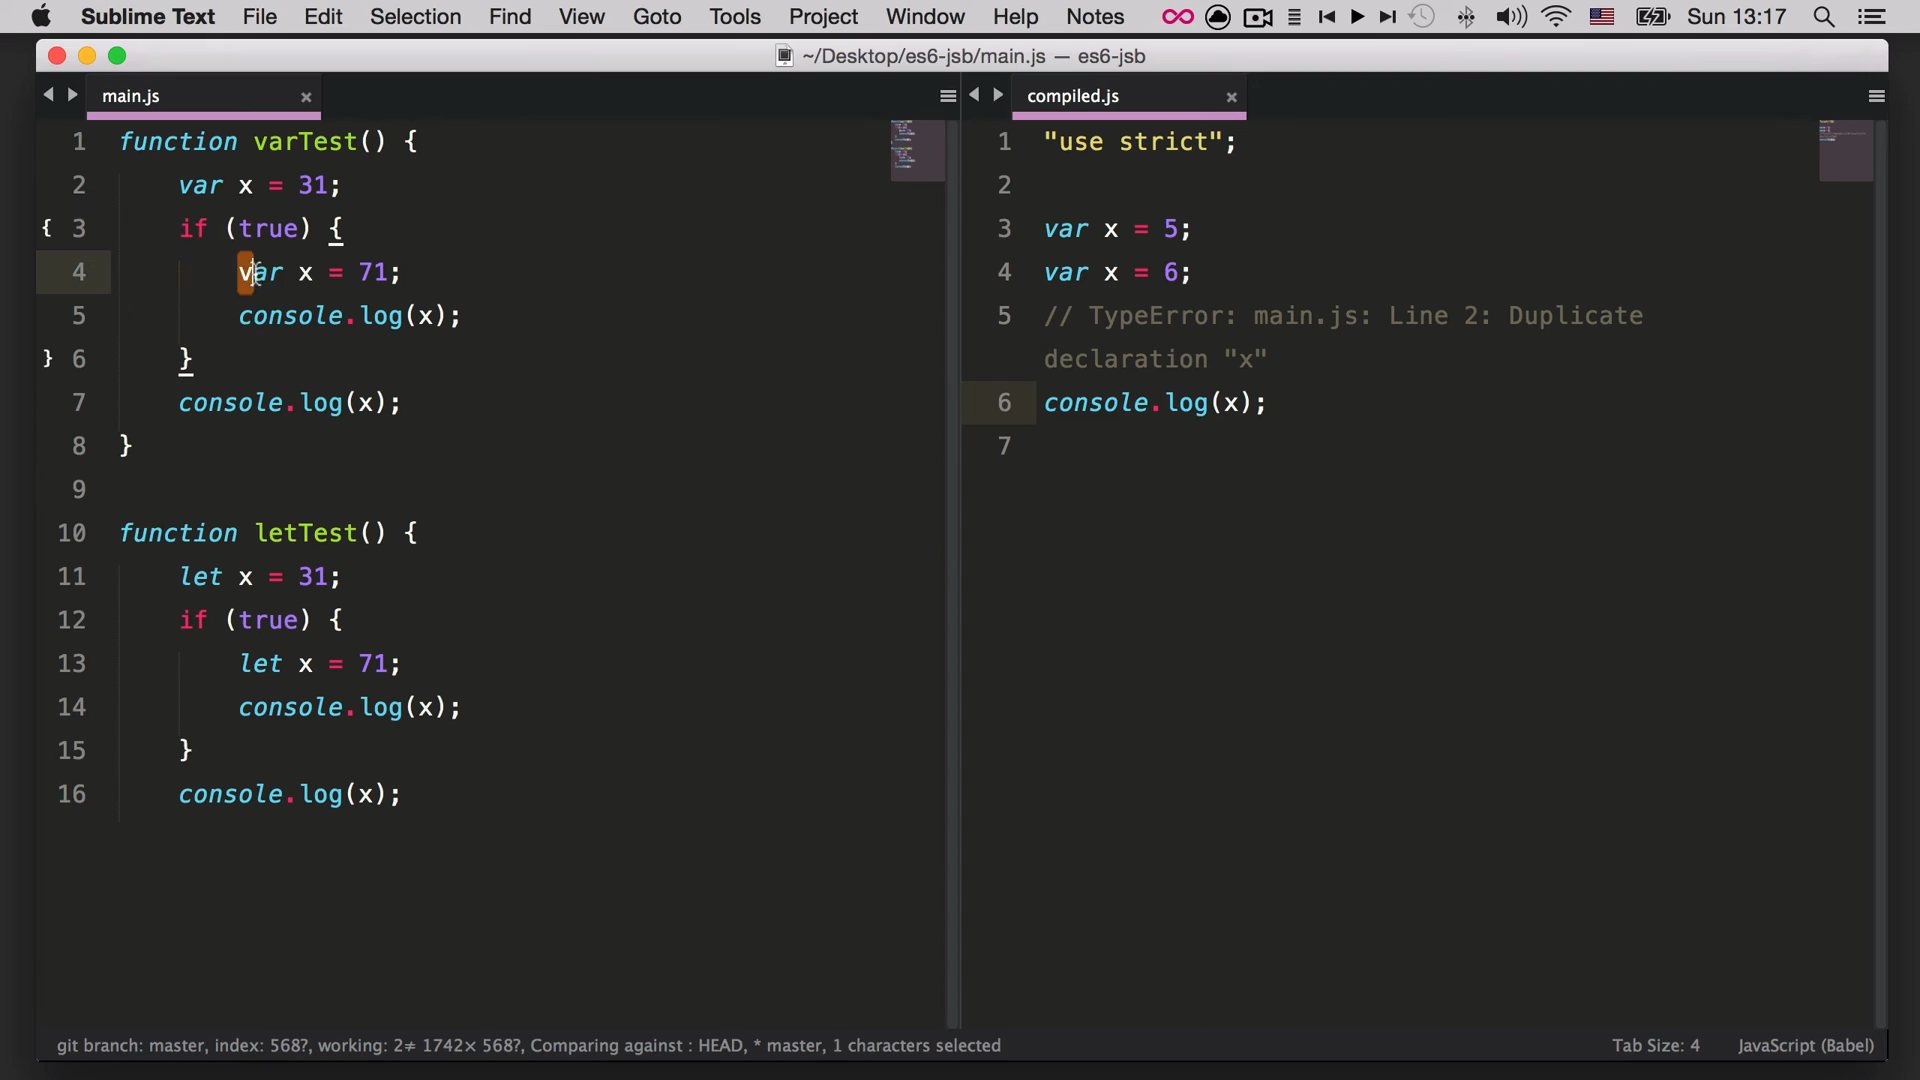 Sublime Text File Edit Selection Find View Goto Tools Project Window Help Notes Sun 13:17
~/Desktop/es6-jsb/main.js — es6-jsb
main.js
1 function varTest() {
2 var x = 31;
{ 3 if (true) {
4 var x = 71;
5 console.log(x);
} 6 }
7 console.log(x);
8 }
9
10 function letTest() {
11 let x = 31;
12 if (true) {
13 let x = 71;
14 console.log(x);
15 }
16 console.log(x);
compiled.js
1 "use strict";
2
3 var x = 5;
4 var x = 6;
5 // TypeError: main.js: Line 2: Duplicate
declaration "x"
6 console.log(x);
7
git branch: master, index: 568?, working: 2≠ 1742× 568?, Comparing against : HEAD, * master, 1 characters selected
Tab Size: 4 JavaScript (Babel)